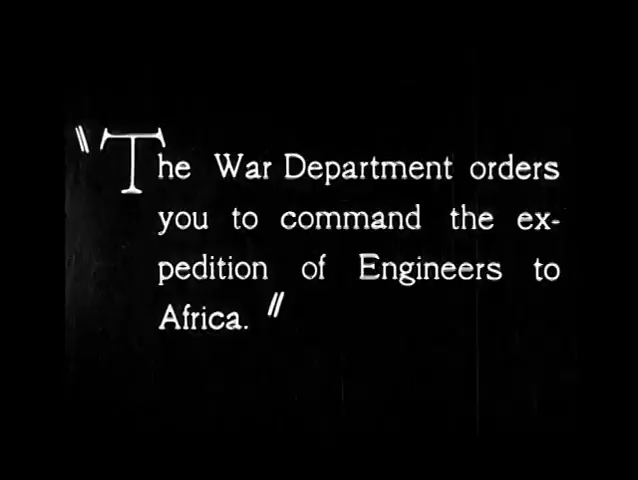 "The War Department orders
you to command the ex-
pedition of Engineers to
Africa."